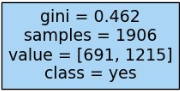 gini = 0.462
samples = 1906
value = [691, 1215]
class = yes